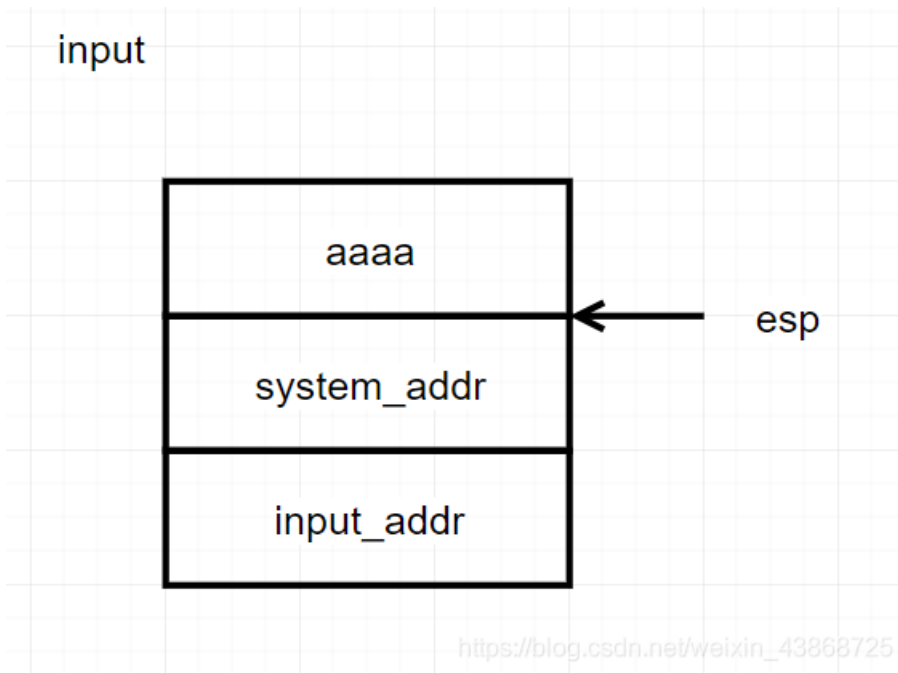 input
aaaa
esp
system_addr
input_addr
https://blog.csdn.net/weixin_43868725